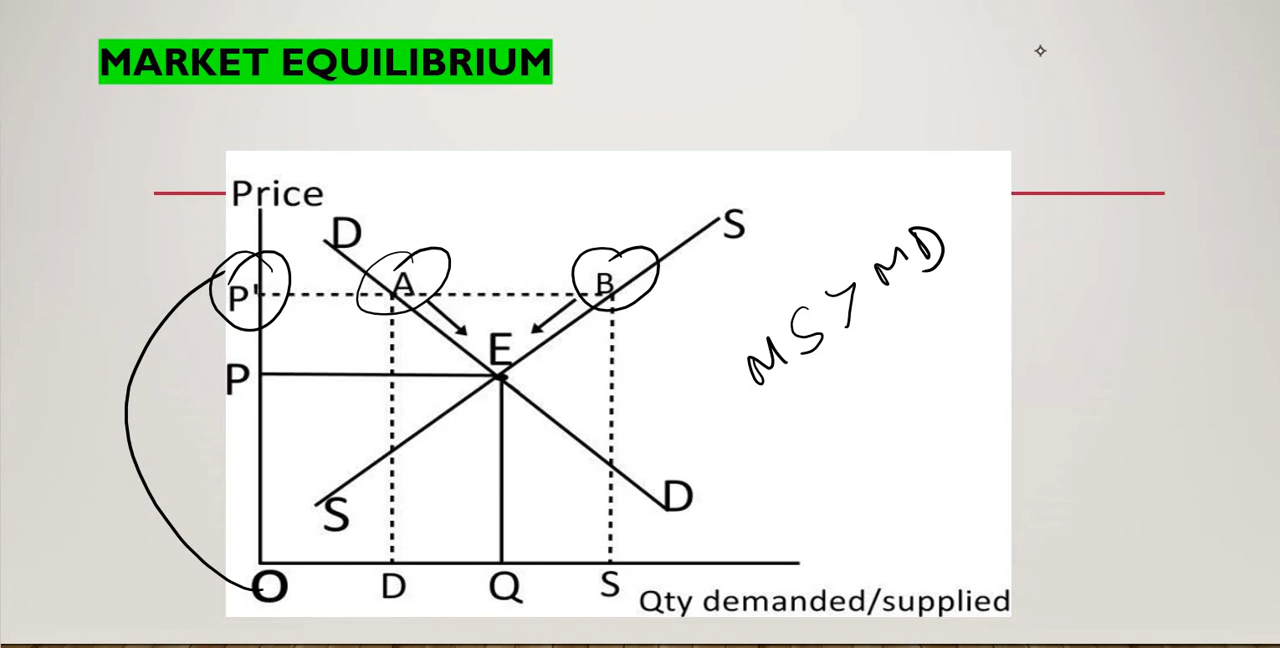 MARKET EQUILIBRIUM
Price
D
S
A
B
P'
MS > MD
E
P
S
D
O
D
Q
S
Qty demanded/supplied